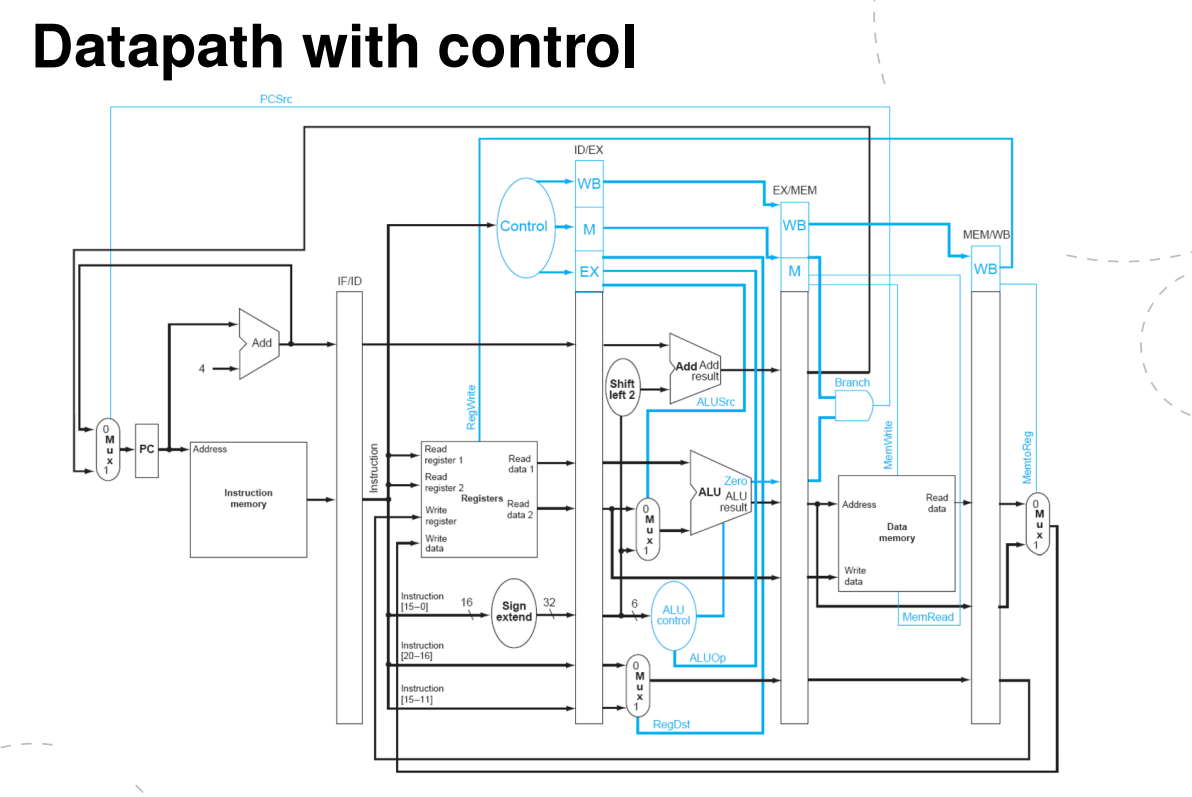 Datapath with control
PCSrc
ID/EX
WB
EX/MEM
Control
M
WB
MEM/WB
EX
M
WB
IF/ID
Add
4
Add Add
result
Shift
left 2
Branch
ALUSrc
RegWrite
0
M
u
x
1
PC
Address
Instruction
memory
Instruction
Read
register 1
Read
register 2
Registers
Write
register
Write
data
Read
data 1
Read
data 2
0
M
u
x
1
Zero
ALU
ALU
result
MemWrite
Address
Read
data
Data
memory
Write
data
MemtoReg
0
M
u
x
1
Instruction
[15–0]
16
Sign
extend
32
6
ALU
control
MemRead
Instruction
[20–16]
ALUOp
0
M
u
x
1
Instruction
[15–11]
RegDst